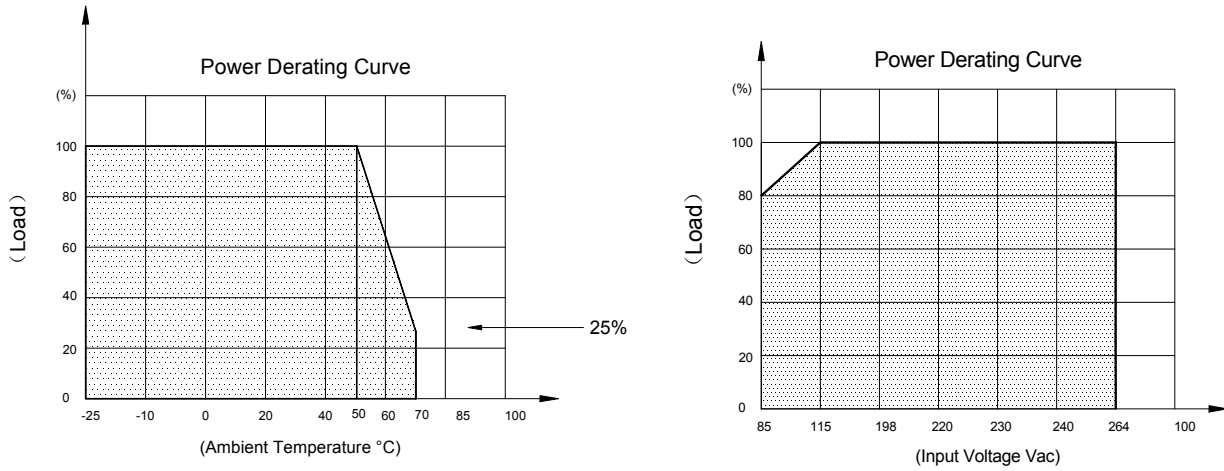 Power Derating Curve
(%)
100
80
60
40
20
0
-25 -10 0 20 40 50 60 70 85 100
(Ambient Temperature °C)
（Load）
25%
Power Derating Curve
(%)
100
80
60
40
20
0
85 115 198 220 230 240 264 100
(Input Voltage Vac)
（Load）